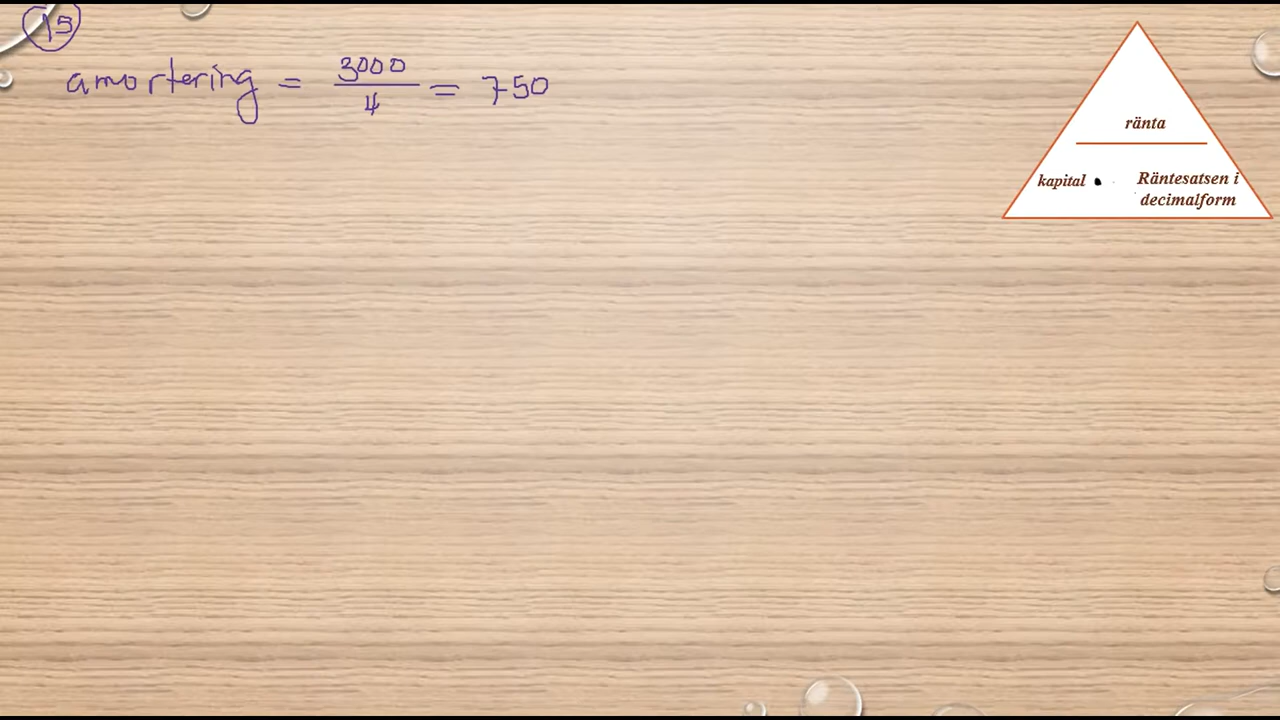 15
amortering = 3000/4 = 750
ränta
kapital • Räntesatsen i
decimalform